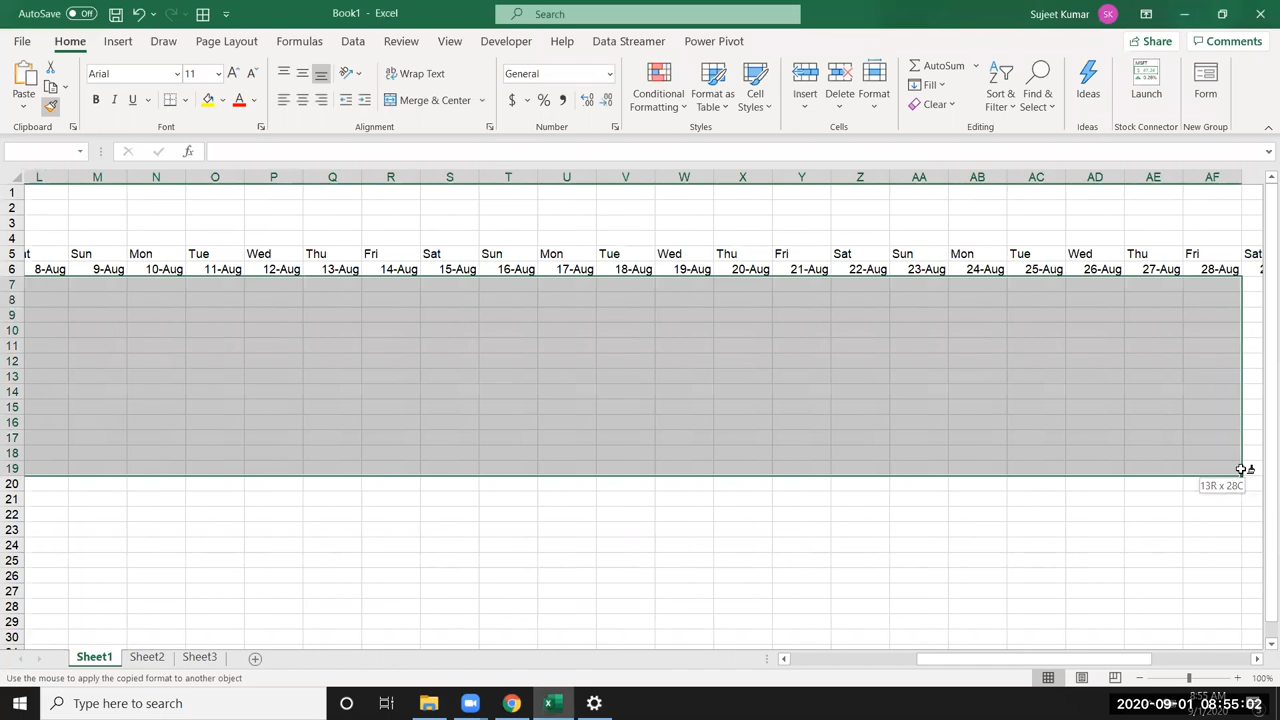 AutoSave Off Book1 - Excel Search Sujeet Kumar SK
File Home Insert Draw Page Layout Formulas Data Review View Developer Help Data Streamer Power Pivot Share Comments
Paste Arial 11 Wrap Text General Conditional Formatting Format as Table Cell Styles Insert Delete Format AutoSum Sort & Filter Find & Select Ideas Launch Form
B I U A Merge & Center $ % Fill Clear
Clipboard Font Alignment Number Styles Cells Editing Ideas Stock Connector New Group
fx
L M N O P Q R S T U V W X Y Z AA AB AC AD AE AF
1
2
3
4
5 t Sun Mon Tue Wed Thu Fri Sat Sun Mon Tue Wed Thu Fri Sat Sun Mon Tue Wed Thu Fri Sat
6 8-Aug 9-Aug 10-Aug 11-Aug 12-Aug 13-Aug 14-Aug 15-Aug 16-Aug 17-Aug 18-Aug 19-Aug 20-Aug 21-Aug 22-Aug 23-Aug 24-Aug 25-Aug 26-Aug 27-Aug 28-Aug 2
7
8
9
10
11
12
13
14
15
16
17
18
19
20 13R x 28C
21
22
23
24
25
26
27
28
29
30
Sheet1 Sheet2 Sheet3
Use the mouse to apply the copied format to another object 100%
Type here to search 8:55 AM
9/1/2020
2020-09-01 08:55:02